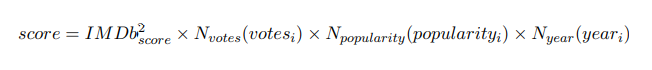 score = IMDb²_score × N_votes(votes_i) × N_popularity(popularity_i) × N_year(year_i)